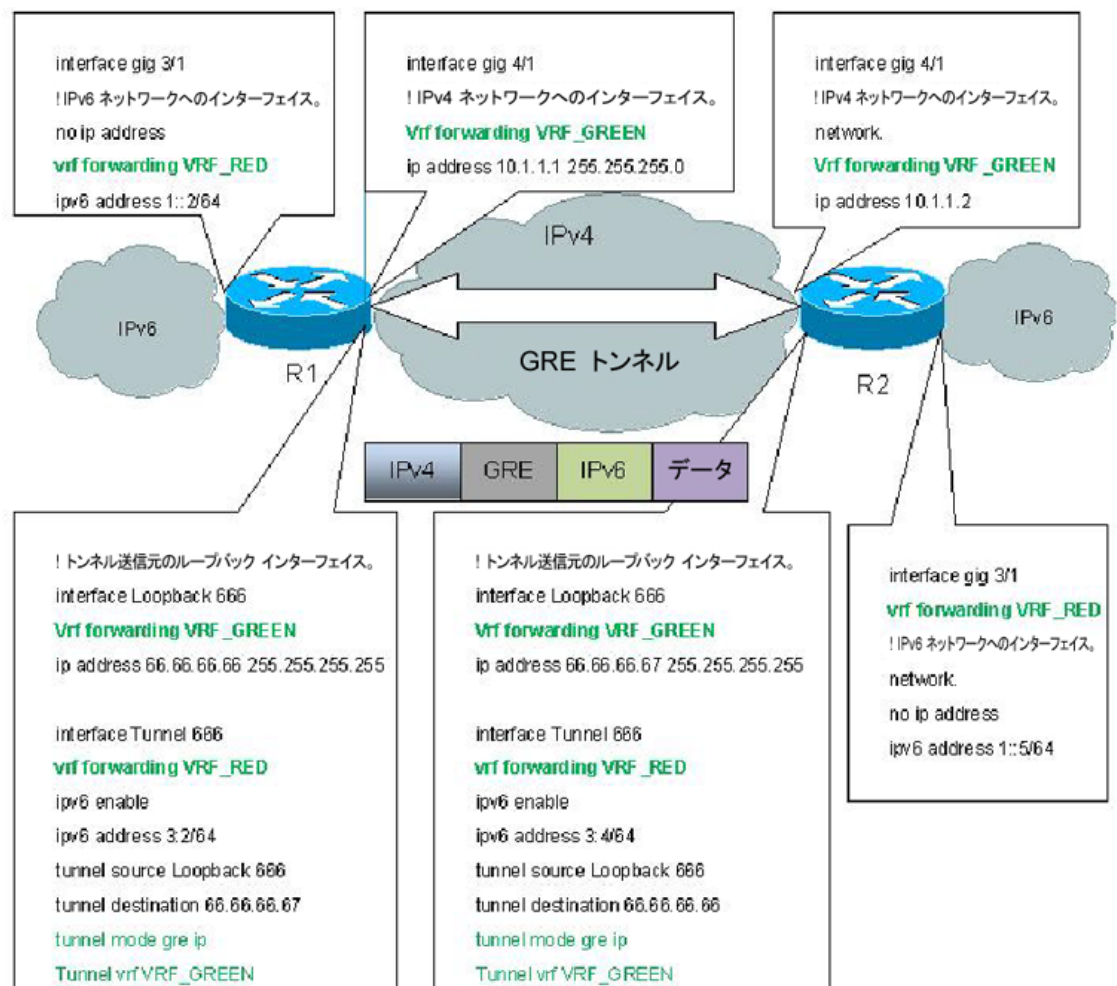 interface gig 3/1
! IPv6 ネットワークへのインターフェイス。
no ip address
vrf forwarding VRF_RED
ipv6 address 1::2/64
interface gig 4/1
! IPv4 ネットワークへのインターフェイス。
Vrf forwarding VRF_GREEN
ip address 10.1.1.1 255.255.255.0
interface gig 4/1
! IPv4 ネットワークへのインターフェイス。
network.
Vrf forwarding VRF_GREEN
ip address 10.1.1.2
IPv4
IPv6
IPv6
R1
GRE トンネル
R2
IPv4 GRE IPv6 データ
! トンネル送信元のループバック インターフェイス。
interface Loopback 666
Vrf forwarding VRF_GREEN
ip address 66.66.66.66 255.255.255.255
interface Tunnel 666
vrf forwarding VRF_RED
ipv6 enable
ipv6 address 3:2/64
tunnel source Loopback 666
tunnel destination 66.66.66.67
tunnel mode gre ip
Tunnel vrf VRF_GREEN
! トンネル送信元のループバック インターフェイス。
interface Loopback 666
Vrf forwarding VRF_GREEN
ip address 66.66.66.67 255.255.255.255
interface Tunnel 666
vrf forwarding VRF_RED
ipv6 enable
ipv6 address 3:4/64
tunnel source Loopback 666
tunnel destination 66.66.66.66
tunnel mode gre ip
Tunnel vrf VRF_GREEN
interface gig 3/1
vrf forwarding VRF_RED
! IPv6 ネットワークへのインターフェイス。
network.
no ip address
ipv6 address 1::5/64